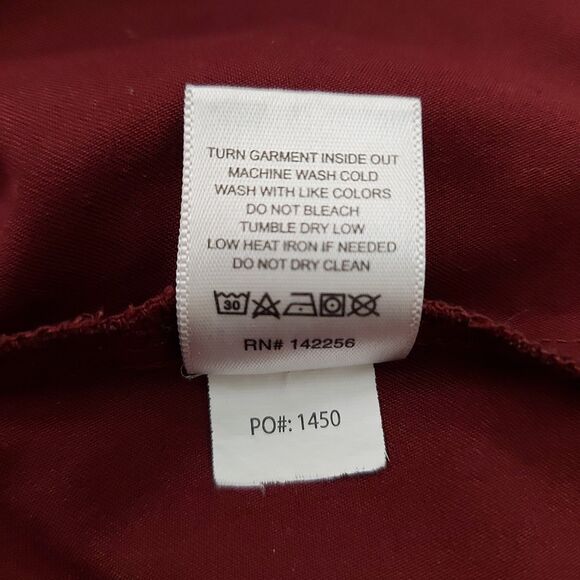 TURN GARMENT INSIDE OUT
MACHINE WASH COLD
WASH WITH LIKE COLORS
DO NOT BLEACH
TUMBLE DRY LOW
LOW HEAT IRON IF NEEDED
DO NOT DRY CLEAN
30
RN# 142256
PO#: 1450